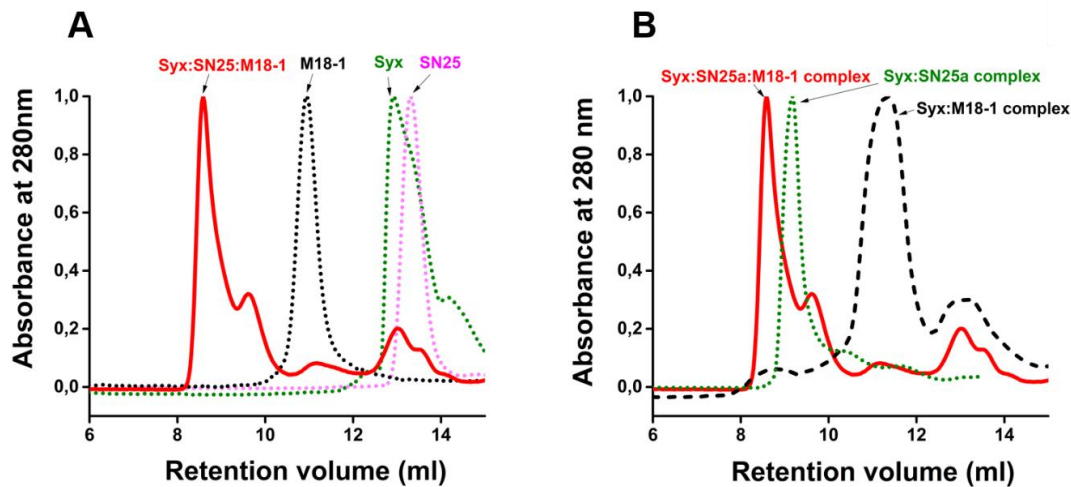 A
Syx:SN25:M18-1 M18-1 Syx SN25
1,0
0,8
0,6
0,4
0,2
0,0
Absorbance at 280nm
6 8 10 12 14
Retention volume (ml)
B
Syx:SN25a:M18-1 complex
Syx:SN25a complex
Syx:M18-1 complex
1,0
0,8
0,6
0,4
0,2
0,0
Absorbance at 280 nm
6 8 10 12 14
Retention volume (ml)